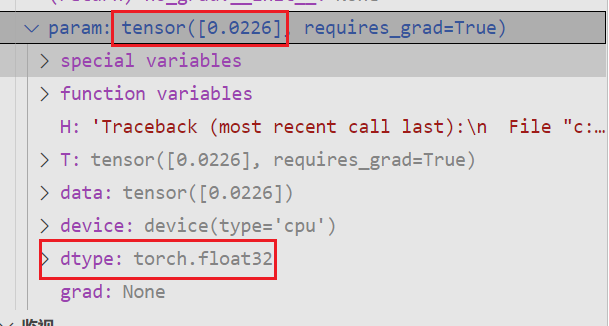 param: tensor([0.0226], requires_grad=True)
special variables
function variables
H: 'Traceback (most recent call last):\n File "c:…
T: tensor([0.0226], requires_grad=True)
data: tensor([0.0226])
device: device(type='cpu')
dtype: torch.float32
grad: None